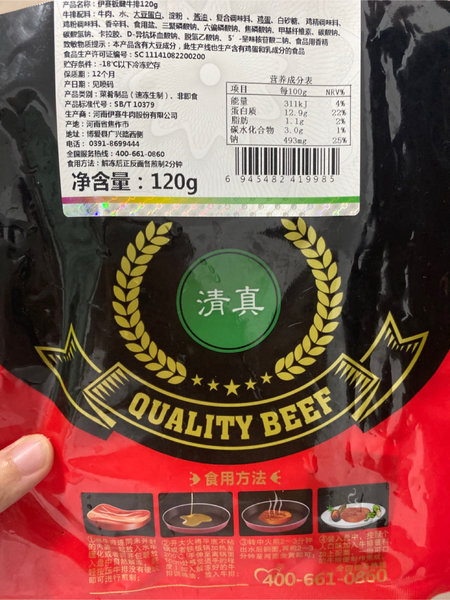 产品名称：伊赛板腱牛排120g
牛排配料：牛肉、水、大豆蛋白、淀粉、酱油、复合调味料、鸡蛋、白砂糖、鸡精调味料、
鸡粉调味料、香辛料、食用盐、三聚磷酸钠、六偏磷酸钠、焦磷酸钠、甲基纤维素、碳酸钠、
碳酸氢钠、卡拉胶、D-异抗坏血酸钠、脱氢乙酸钠、5'-呈味核苷酸二钠、食品用香精
致敏物质提示：本产品含有大豆成分，此生产线也生产含有鸡蛋和乳成分的食品
食品生产许可证编号：SC11141082200200
贮存条件：-18℃以下冷冻贮存
保质期：12个月
产日期：见喷码
产品类别：菜肴制品（速冻生制）、非即食
产品标准代号：SB/T 10379
生产者：河南伊赛牛肉股份有限公司
产地：河南省焦作市
地址：博爱县广兴路西侧
电话：0391-8699444
全国服务热线：400-661-0860
食用方法：解冻后正反面各煎制2分钟
净含量：120g
营养成分表
项目 每100g NRV%
能量 311kJ 4%
蛋白质 12.9g 22%
脂肪 1.1g 2%
碳水化合物 3.0g 1%
钠 493mg 25%
6 945482 419985
清真
QUALITY BEEF
食用方法
400-661-0860